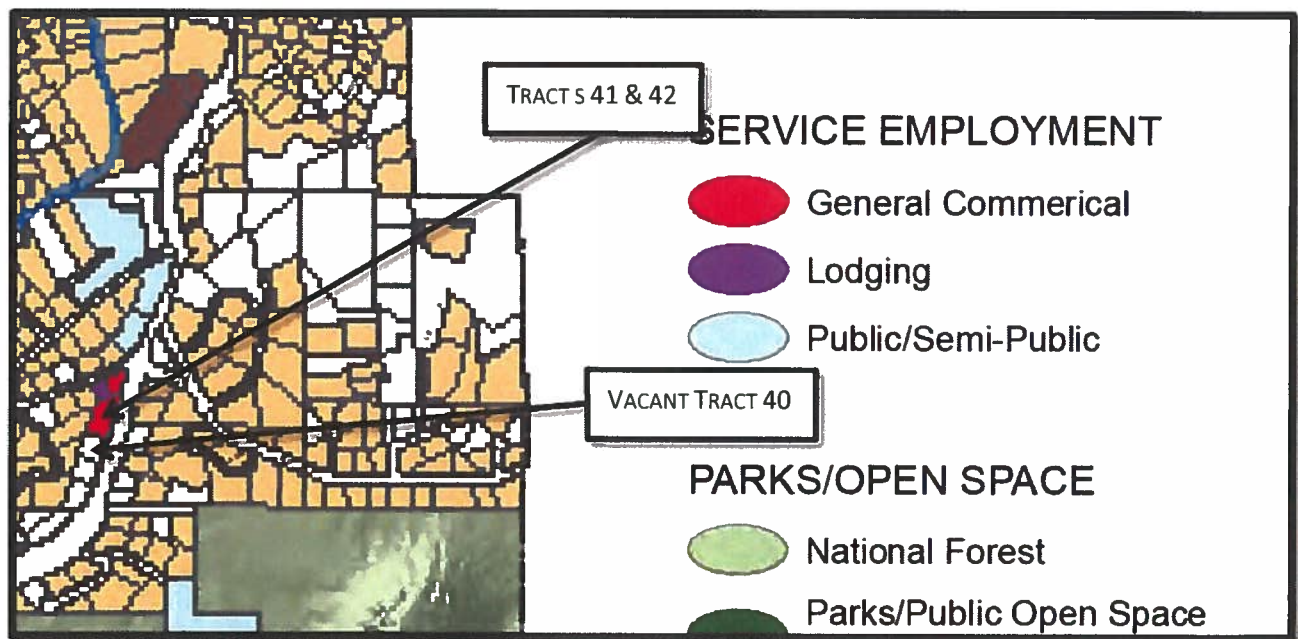 TRACT S 41 & 42
SERVICE EMPLOYMENT
General Commerical
Lodging
Public/Semi-Public
VACANT TRACT 40
PARKS/OPEN SPACE
National Forest
Parks/Public Open Space